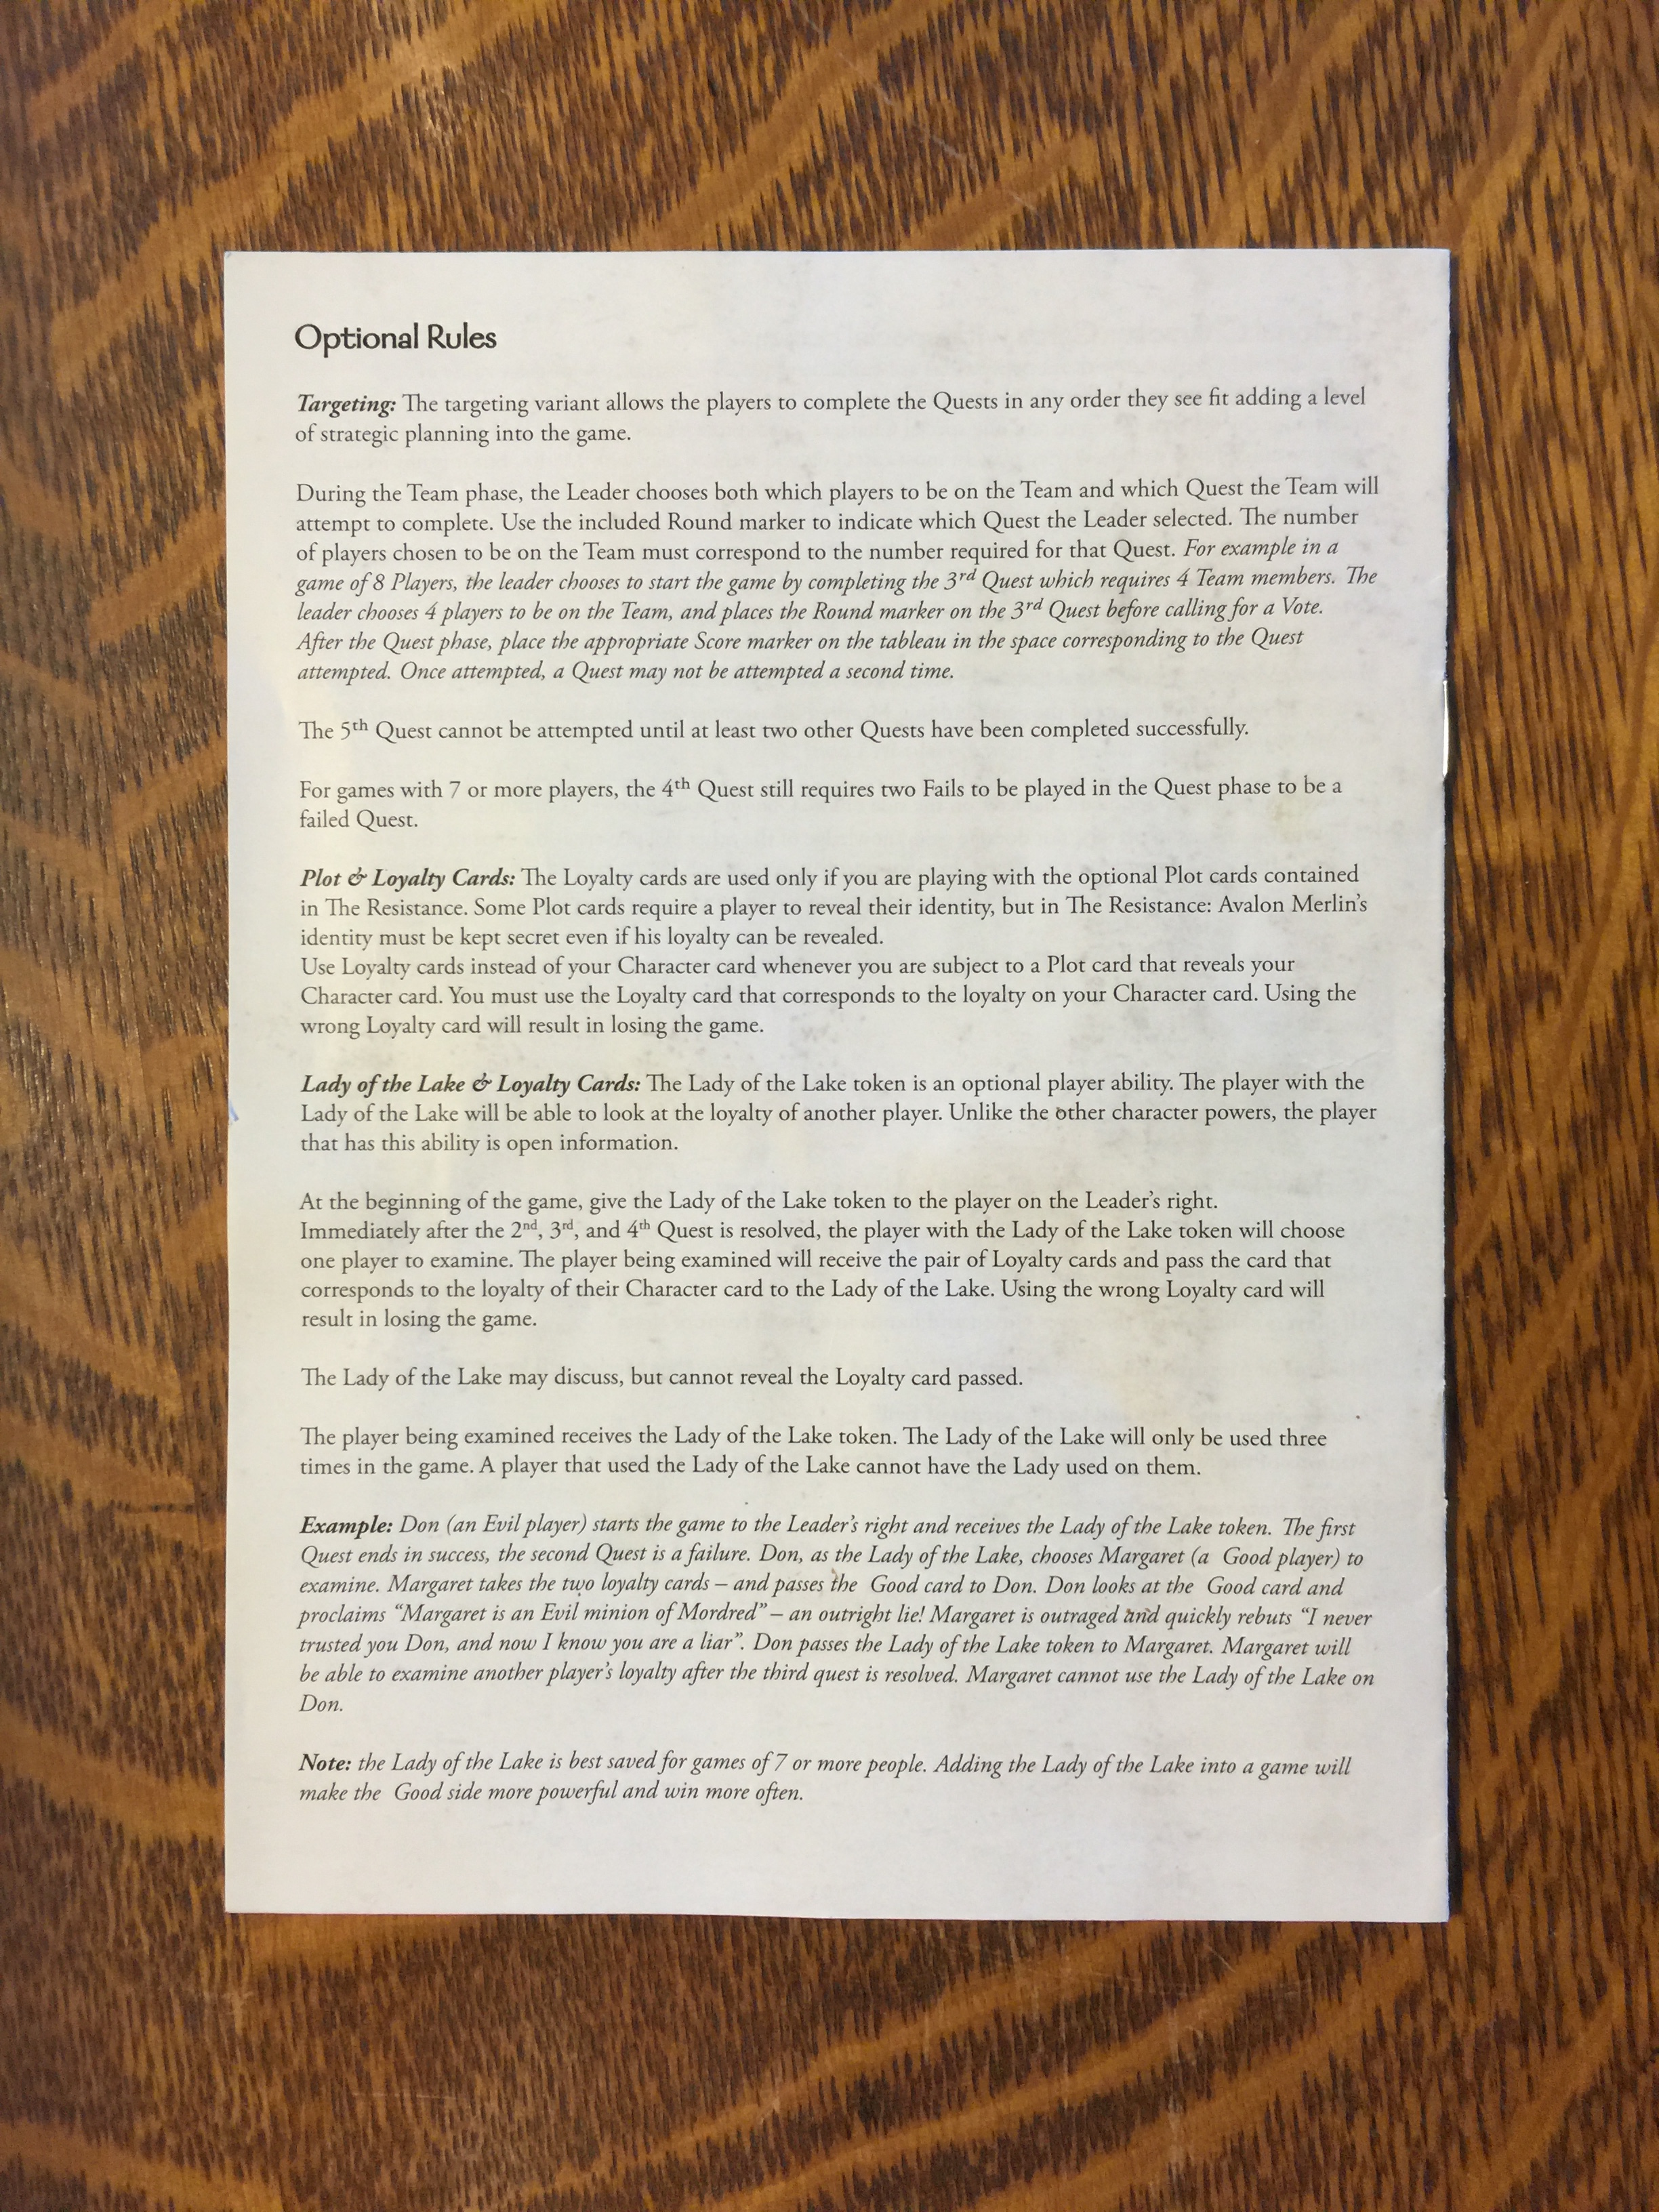 Optional Rules
Targeting: The targeting variant allows the players to complete the Quests in any order they see fit adding a level
of strategic planning into the game.
During the Team phase, the Leader chooses both which players to be on the Team and which Quest the Team will
attempt to complete. Use the included Round marker to indicate which Quest the Leader selected. The number
of players chosen to be on the Team must correspond to the number required for that Quest. For example in a
game of 8 Players, the leader chooses to start the game by completing the 3rd Quest which requires 4 Team members. The
leader chooses 4 players to be on the Team, and places the Round marker on the 3rd Quest before calling for a Vote.
After the Quest phase, place the appropriate Score marker on the tableau in the space corresponding to the Quest
attempted. Once attempted, a Quest may not be attempted a second time.
The 5th Quest cannot be attempted until at least two other Quests have been completed successfully.
For games with 7 or more players, the 4th Quest still requires two Fails to be played in the Quest phase to be a
failed Quest.
Plot & Loyalty Cards: The Loyalty cards are used only if you are playing with the optional Plot cards contained
in The Resistance. Some Plot cards require a player to reveal their identity, but in The Resistance: Avalon Merlin's
identity must be kept secret even if his loyalty can be revealed.
Use Loyalty cards instead of your Character card whenever you are subject to a Plot card that reveals your
Character card. You must use the Loyalty card that corresponds to the loyalty on your Character card. Using the
wrong Loyalty card will result in losing the game.
Lady of the Lake & Loyalty Cards: The Lady of the Lake token is an optional player ability. The player with the
Lady of the Lake will be able to look at the loyalty of another player. Unlike the other character powers, the player
that has this ability is open information.
At the beginning of the game, give the Lady of the Lake token to the player on the Leader's right.
Immediately after the 2nd, 3rd, and 4th Quest is resolved, the player with the Lady of the Lake token will choose
one player to examine. The player being examined will receive the pair of Loyalty cards and pass the card that
corresponds to the loyalty of their Character card to the Lady of the Lake. Using the wrong Loyalty card will
result in losing the game.
The Lady of the Lake may discuss, but cannot reveal the Loyalty card passed.
The player being examined receives the Lady of the Lake token. The Lady of the Lake will only be used three
times in the game. A player that used the Lady of the Lake cannot have the Lady used on them.
Example: Don (an Evil player) starts the game to the Leader's right and receives the Lady of the Lake token. The first
Quest ends in success, the second Quest is a failure. Don, as the Lady of the Lake, chooses Margaret (a Good player) to
examine. Margaret takes the two loyalty cards – and passes the Good card to Don. Don looks at the Good card and
proclaims “Margaret is an Evil minion of Mordred” – an outright lie! Margaret is outraged and quickly rebuts “I never
trusted you Don, and now I know you are a liar”. Don passes the Lady of the Lake token to Margaret. Margaret will
be able to examine another player's loyalty after the third quest is resolved. Margaret cannot use the Lady of the Lake on
Don.
Note: the Lady of the Lake is best saved for games of 7 or more people. Adding the Lady of the Lake into a game will
make the Good side more powerful and win more often.